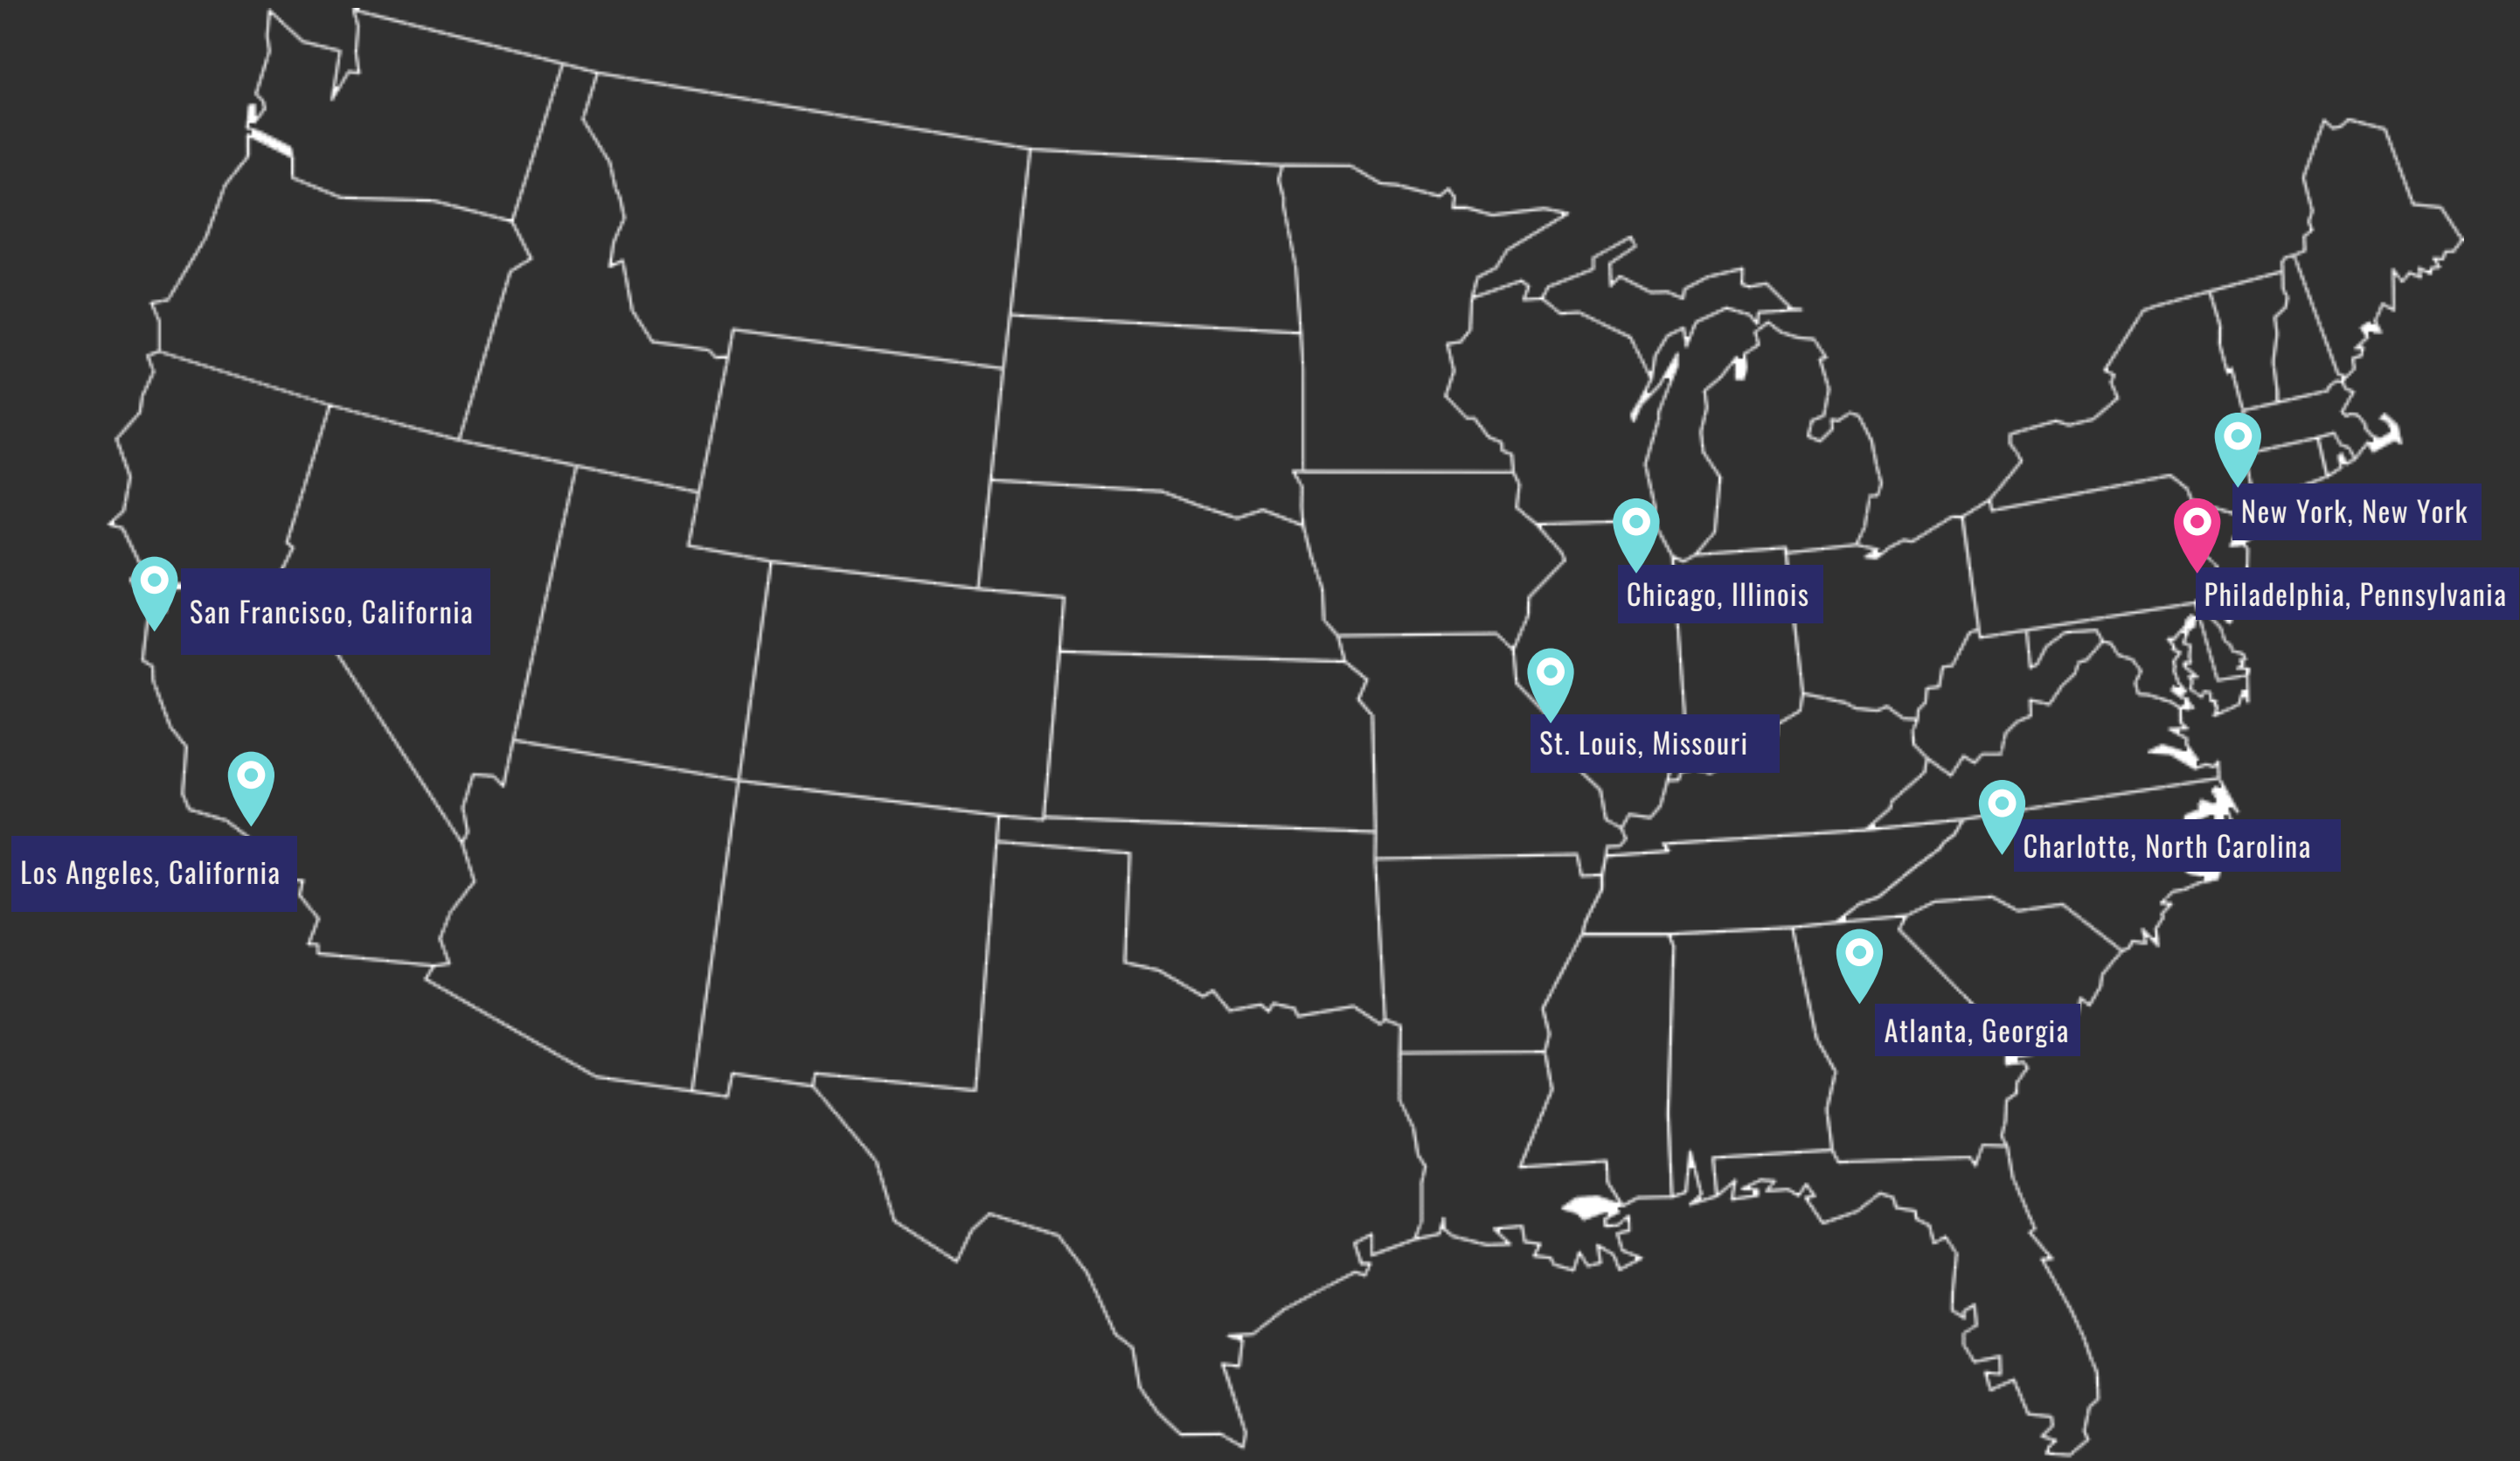 New York, New York
Chicago, Illinois
Philadelphia, Pennsylvania
San Francisco, California
St. Louis, Missouri
Charlotte, North Carolina
Los Angeles, California
Atlanta, Georgia